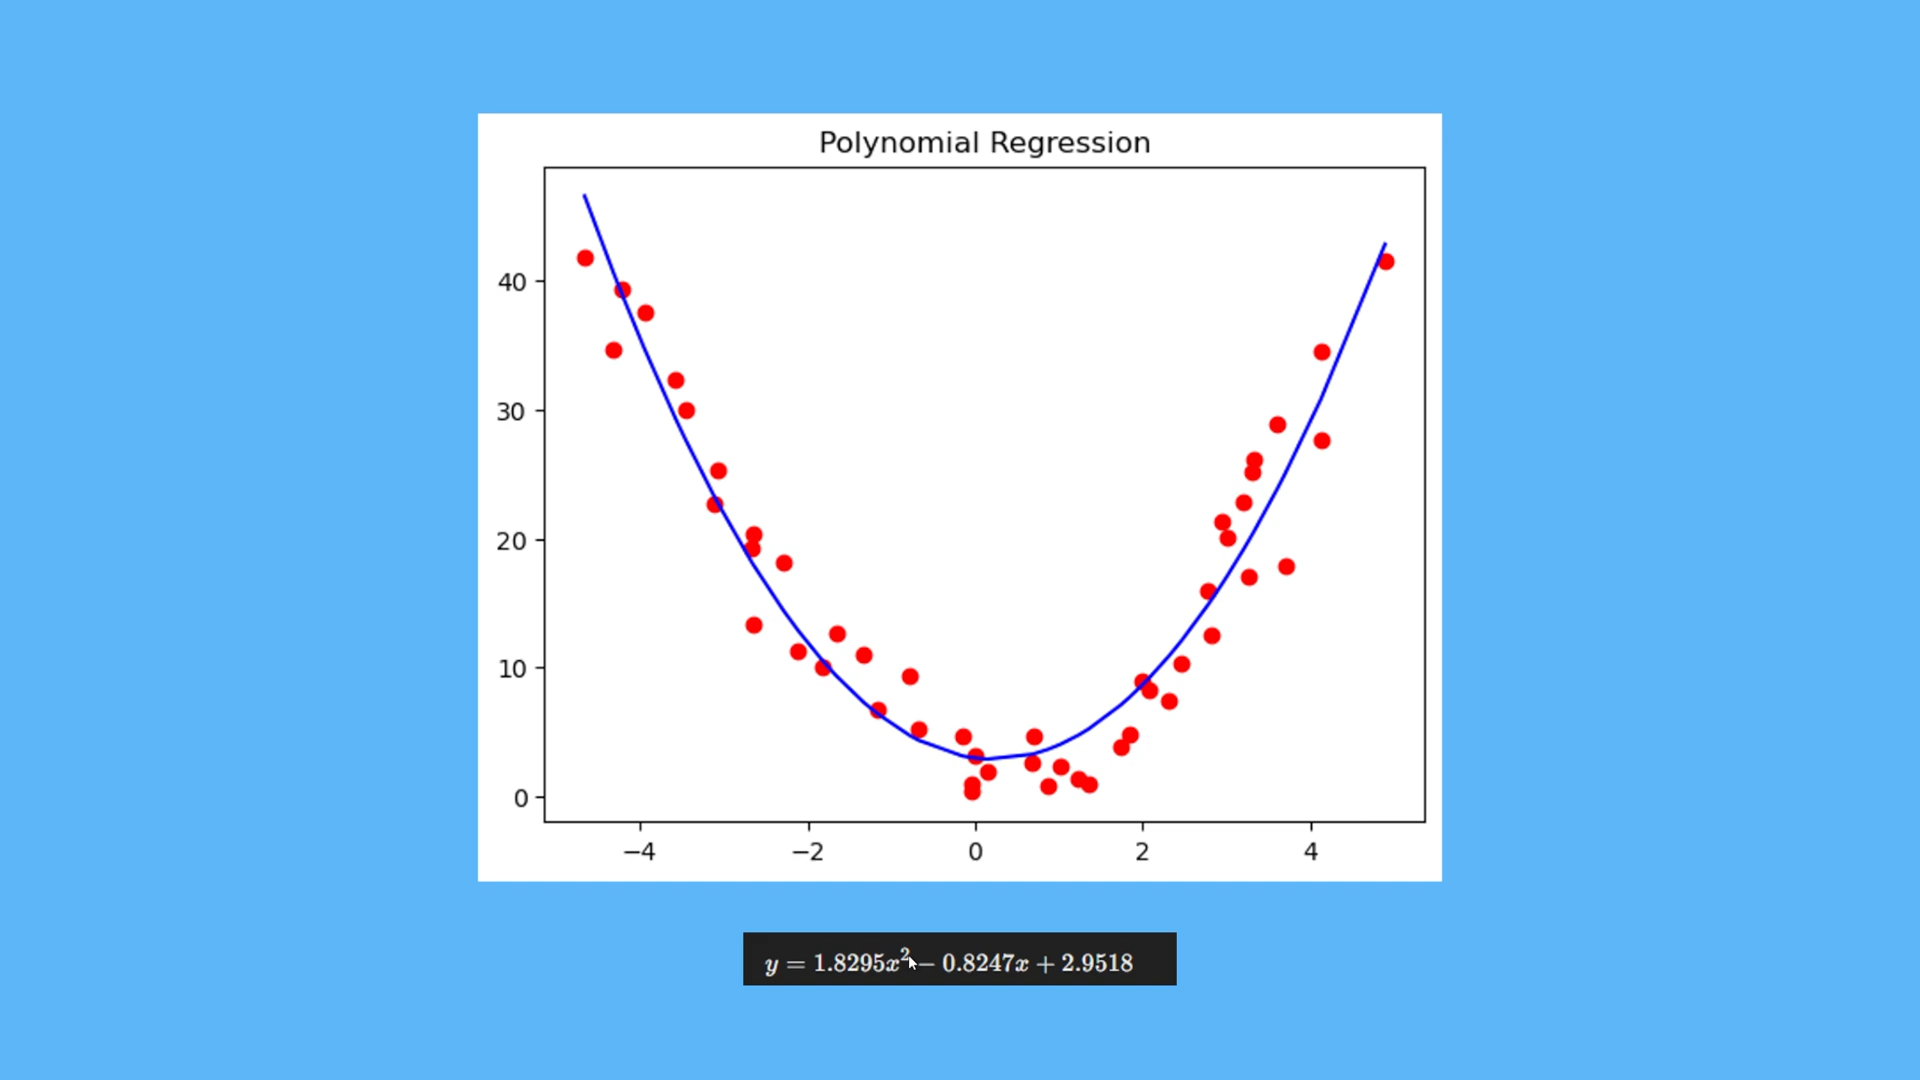 Polynomial Regression
40
30
20
10
0
−4 −2 0 2 4
y = 1.8295x² − 0.8247x + 2.9518